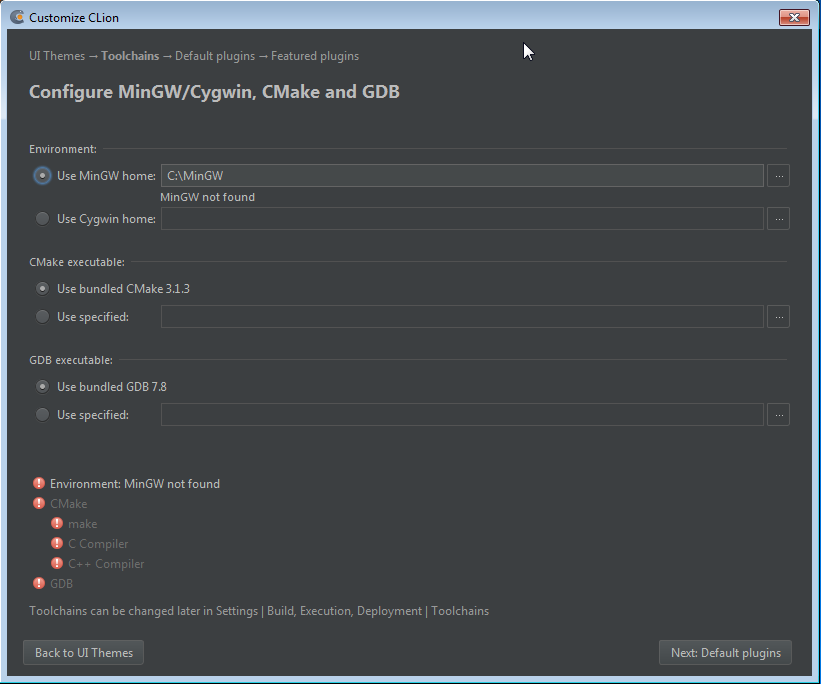 Customize CLion
UI Themes → Toolchains → Default plugins → Featured plugins
Configure MinGW/Cygwin, CMake and GDB
Environment:
Use MinGW home: C:\MinGW ...
MinGW not found
Use Cygwin home: ...
CMake executable:
Use bundled CMake 3.1.3
Use specified: ...
GDB executable:
Use bundled GDB 7.8
Use specified: ...
Environment: MinGW not found
CMake
make
C Compiler
C++ Compiler
GDB
Toolchains can be changed later in Settings | Build, Execution, Deployment | Toolchains
Back to UI Themes Next: Default plugins